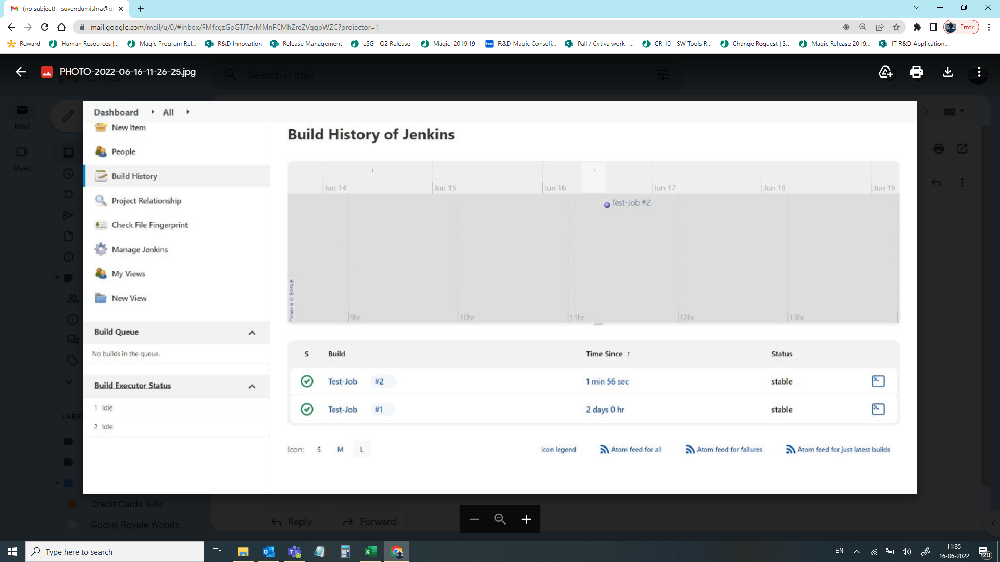 (no subject) - suvendumishra@g
mail.google.com/mail/u/0/#inbox/FMfcgzGpGTJTcvMMnFCMhZrcZVqgpWZC?projector=1
Error
Reward
Human Resources |...
Magic Program Rel...
R&D Innovation
Release Management
eSG - Q2 Release
Magic 2019.19
box
R&D Magic Consoli...
Pall / Cytiva work -...
CR 10 - SW Tools R...
Change Request | S...
Magic Release 2019...
IT R&D Application...
PHOTO-2022-06-16-11-26-25.jpg
Gmail
Search in mail
Mail
Meet
Dashboard
All
New Item
People
Build History
Project Relationship
Check File Fingerprint
Manage Jenkins
My Views
New View
Build Queue
No builds in the queue.
Build Executor Status
1 Idle
2 Idle
Build History of Jenkins
Jun 14
Jun 15
Jun 16
Jun 17
Jun 18
Jun 19
Test-Job #2
Timeline © SIMILE
9hr
10hr
11hr
12hr
13hr
S Build Time Since ↑ Status
Test-Job #2 1 min 56 sec stable
Test-Job #1 2 days 0 hr stable
Icon: S M L
Icon legend
Atom feed for all
Atom feed for failures
Atom feed for just latest builds
LABEL
Credit Cards Bills
Godrej Royale Woods
Reply
Forward
Type here to search
EN
11:35
16-06-2022
20